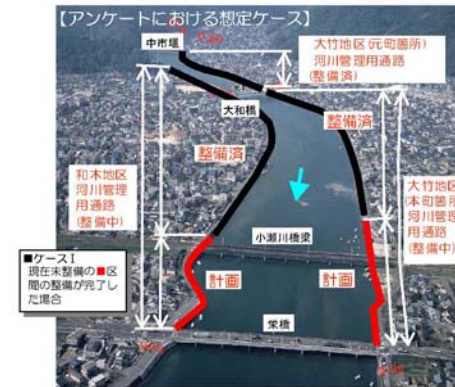 【アンケートにおける想定ケース】
中市堰
大竹地区(元町箇所)
河川管理用通路
(整備済)
大和橋
整備済
整備済
和木地区
河川管理
用通路
(整備中)
大竹地区
(本町箇所)
河川管理
用通路
(整備中)
小瀬川橋梁
■ケースⅠ
現在未整備の■区
間の整備が完了し
た場合
計画
計画
栄橋